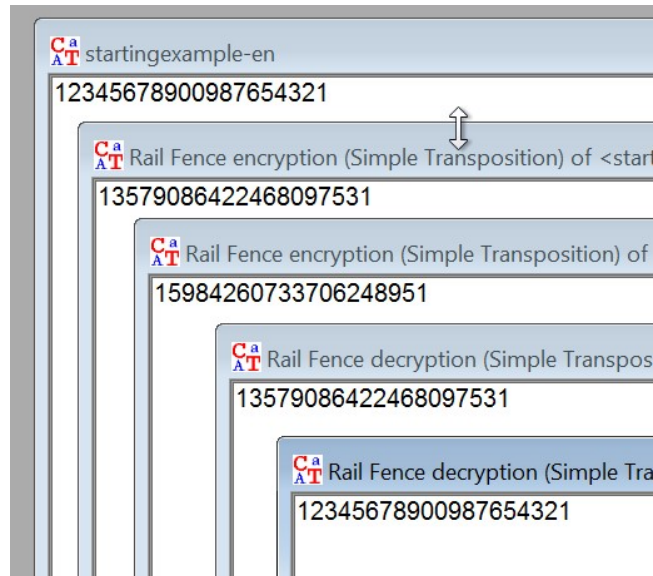 startingexample-en
12345678900987654321
Rail Fence encryption (Simple Transposition) of <start
13579086422468097531
Rail Fence encryption (Simple Transposition) of
15984260733706248951
Rail Fence decryption (Simple Transpos
13579086422468097531
Rail Fence decryption (Simple Tra
12345678900987654321